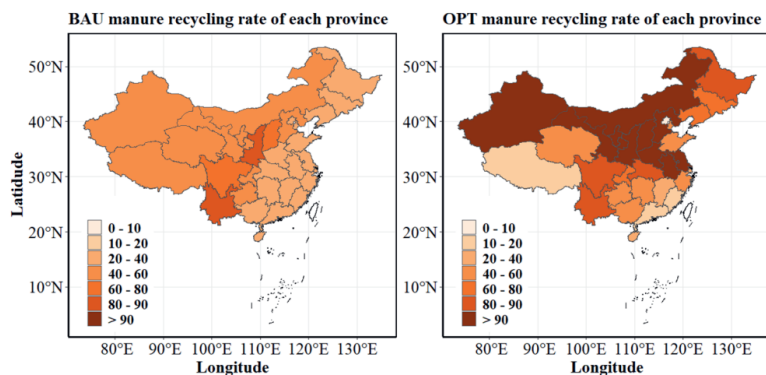 BAU manure recycling rate of each province
50°N
40°N
30°N
20°N
10°N
Latidude
0 - 10
10 - 20
20 - 40
40 - 60
60 - 80
80 - 90
> 90
80°E 90°E 100°E 110°E 120°E 130°E
Longitude
OPT manure recycling rate of each province
50°N
40°N
30°N
20°N
10°N
0 - 10
10 - 20
20 - 40
40 - 60
60 - 80
80 - 90
> 90
80°E 90°E 100°E 110°E 120°E 130°E
Longitude